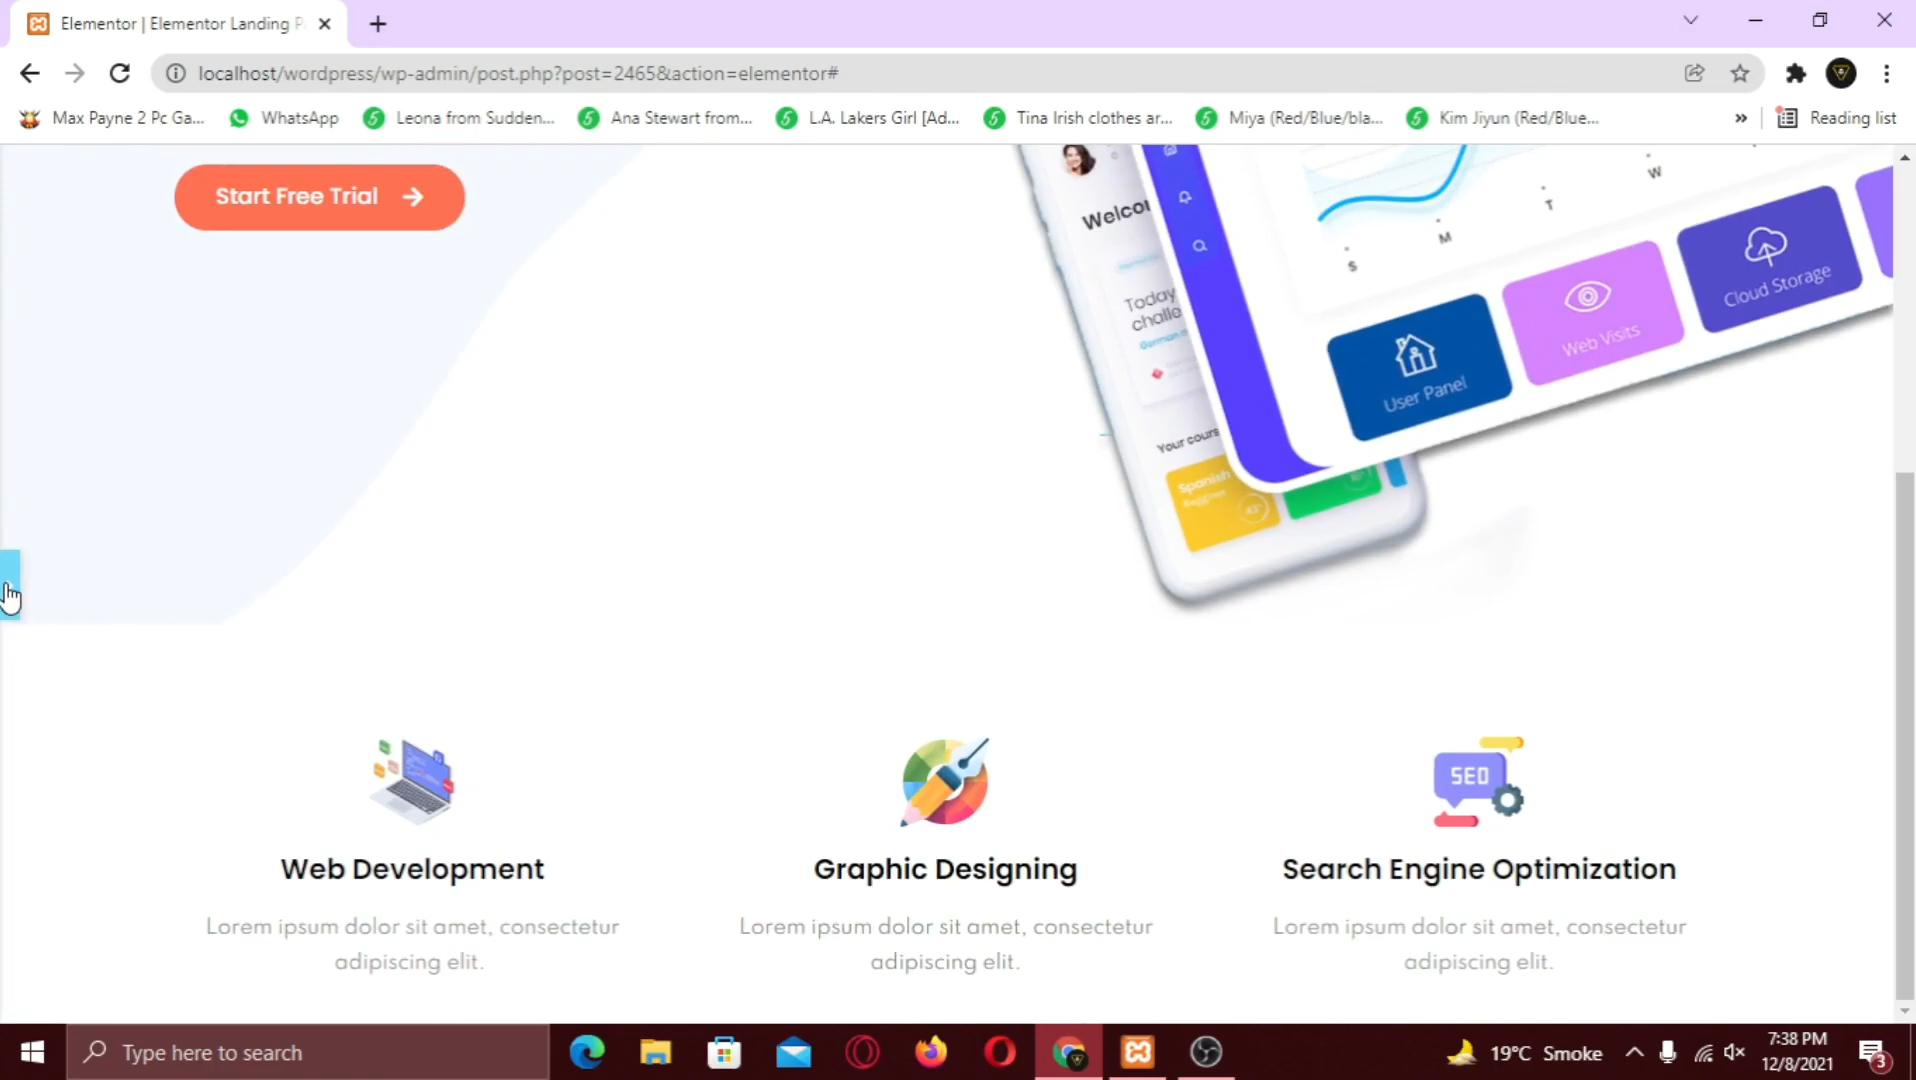 Elementor | Elementor Landing P
localhost/wordpress/wp-admin/post.php?post=2465&action=elementor#
Max Payne 2 Pc Ga...
WhatsApp
Leona from Sudden...
Ana Stewart from...
L.A. Lakers Girl [Ad...
Tina Irish clothes ar...
Miya (Red/Blue/bla...
Kim Jiyun (Red/Blue...
»
Reading list
Start Free Trial
Welcor
Today
challe
German
Your cours
Spanish
S
M
T
W
User Panel
Web Visits
Cloud Storage
SEO
Web Development
Graphic Designing
Search Engine Optimization
Lorem ipsum dolor sit amet, consectetur
adipiscing elit.
Lorem ipsum dolor sit amet, consectetur
adipiscing elit.
Lorem ipsum dolor sit amet, consectetur
adipiscing elit.
Type here to search
19°C Smoke
7:38 PM
12/8/2021
3